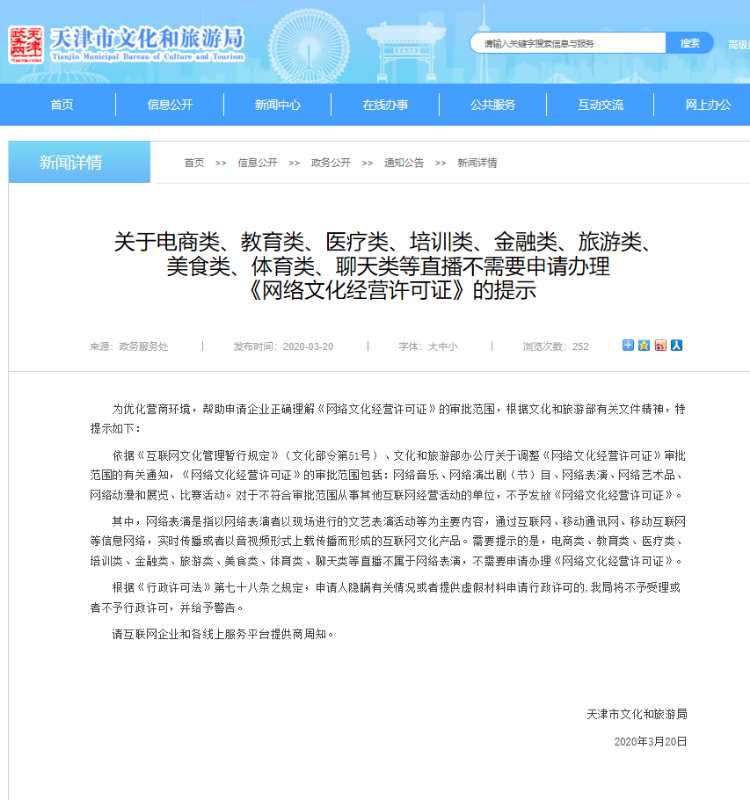 天津
天津市文化和旅游局
Tianjin Municipal Bureau of Culture and Tourism
请输入关键字搜索信息与服务
搜索
高级
首页
信息公开
新闻中心
在线办事
公共服务
互动交流
网上办公
新闻详情
首页 >> 信息公开 >> 政务公开 >> 通知公告 >> 新闻详情
关于电商类、教育类、医疗类、培训类、金融类、旅游类、
美食类、体育类、聊天类等直播不需要申请办理
《网络文化经营许可证》的提示
来源：政务服务处 | 发布时间：2020-03-20 | 字体：大中小 | 浏览次数：252
为优化营商环境，帮助申请企业正确理解《网络文化经营许可证》的审批范围，根据文化和旅游部有关文件精神，特
提示如下：
依据《互联网文化管理暂行规定》（文化部令第51号）、文化和旅游部办公厅关于调整《网络文化经营许可证》审批
范围的有关通知，《网络文化经营许可证》的审批范围包括：网络音乐、网络演出剧（节）目、网络表演、网络艺术品、
网络动漫和展览、比赛活动。对于不符合审批范围从事其他互联网经营活动的单位，不予发放《网络文化经营许可证》。
其中，网络表演是指以网络表演者以现场进行的文艺表演活动等为主要内容，通过互联网、移动通讯网、移动互联网
等信息网络，实时传播或者以音视频形式上载传播而形成的互联网文化产品。需要提示的是，电商类、教育类、医疗类、
培训类、金融类、旅游类、美食类、体育类、聊天类等直播不属于网络表演，不需要申请办理《网络文化经营许可证》。
根据《行政许可法》第七十八条之规定，申请人隐瞒有关情况或者提供虚假材料申请行政许可的,我局将不予受理或
者不予行政许可，并给予警告。
请互联网企业和各线上服务平台提供商周知。
天津市文化和旅游局
2020年3月20日